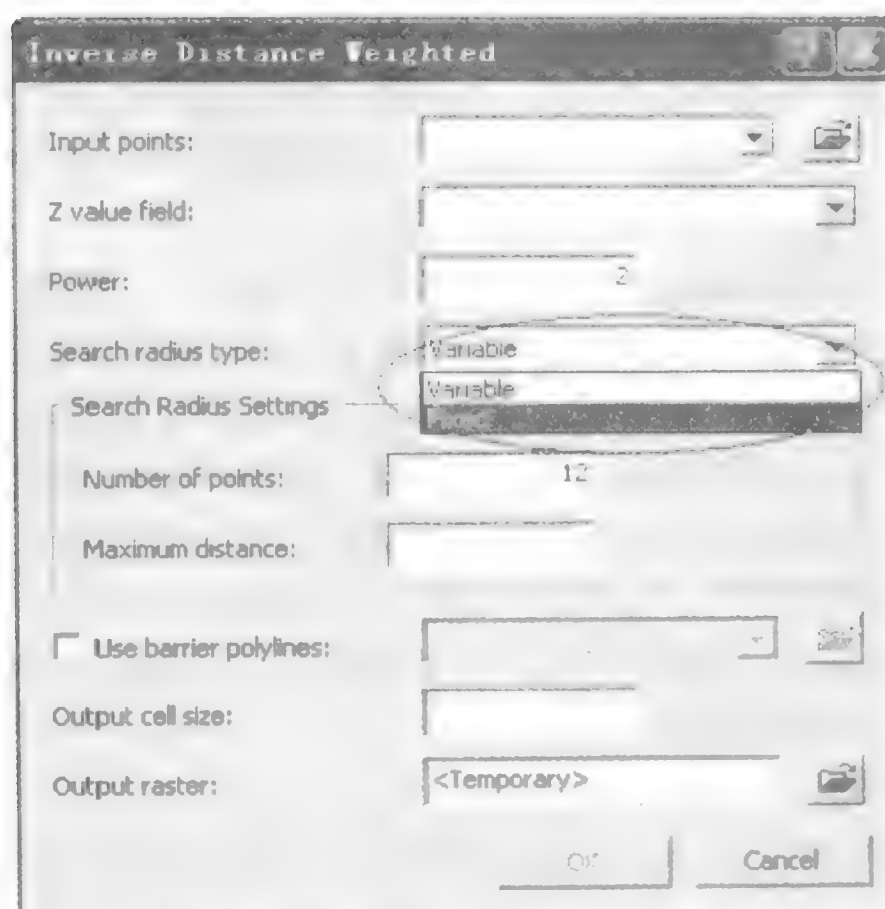 Inverse Distance Weighted
Input points:
Z value field:
Power: 2
Search radius type: Variable
Variable
Search Radius Settings
Number of points: 12
Maximum distance:
Use barrier polylines:
Output cell size:
Output raster: <Temporary>
OK Cancel